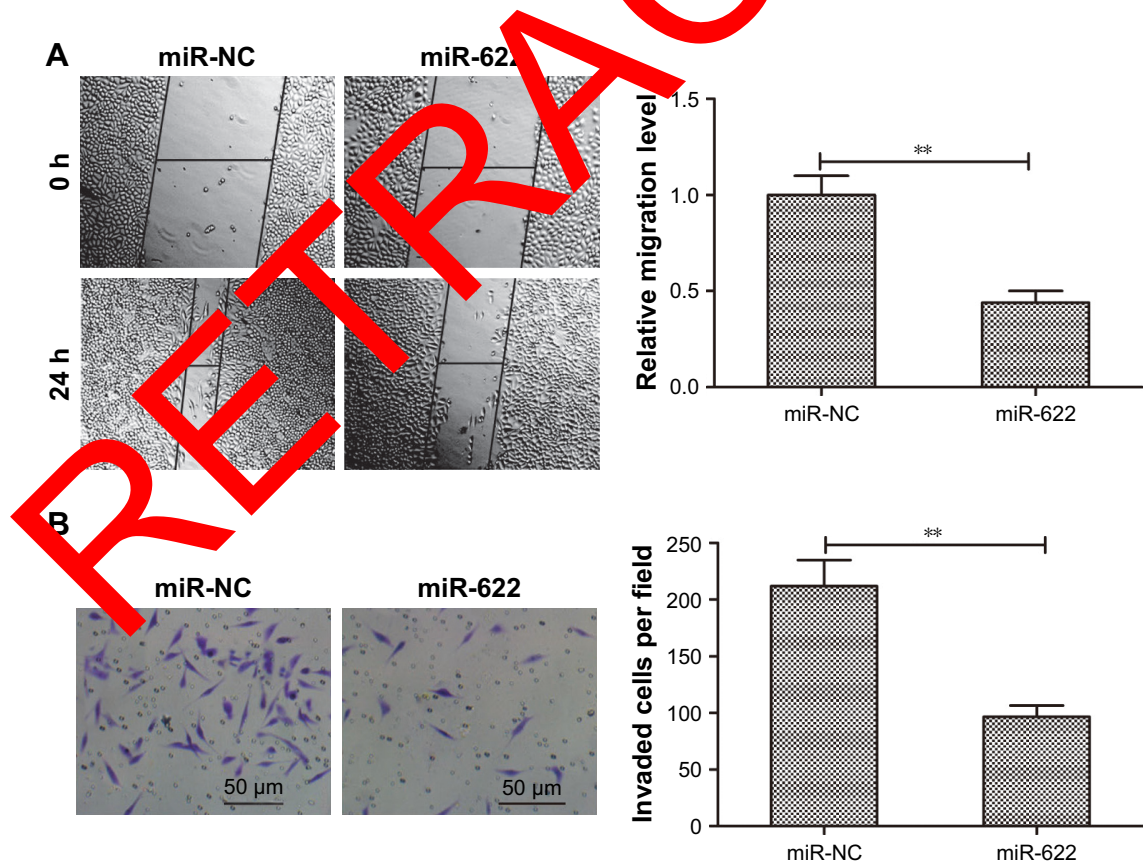 A
miR-NC
miR-622
0 h
24 h
Relative migration level
1.5
1.0
0.5
0.0
**
miR-NC
miR-622
B
miR-NC
miR-622
50 µm
50 µm
Invaded cells per field
250
200
150
100
50
0
**
miR-NC
miR-622
RETRAC